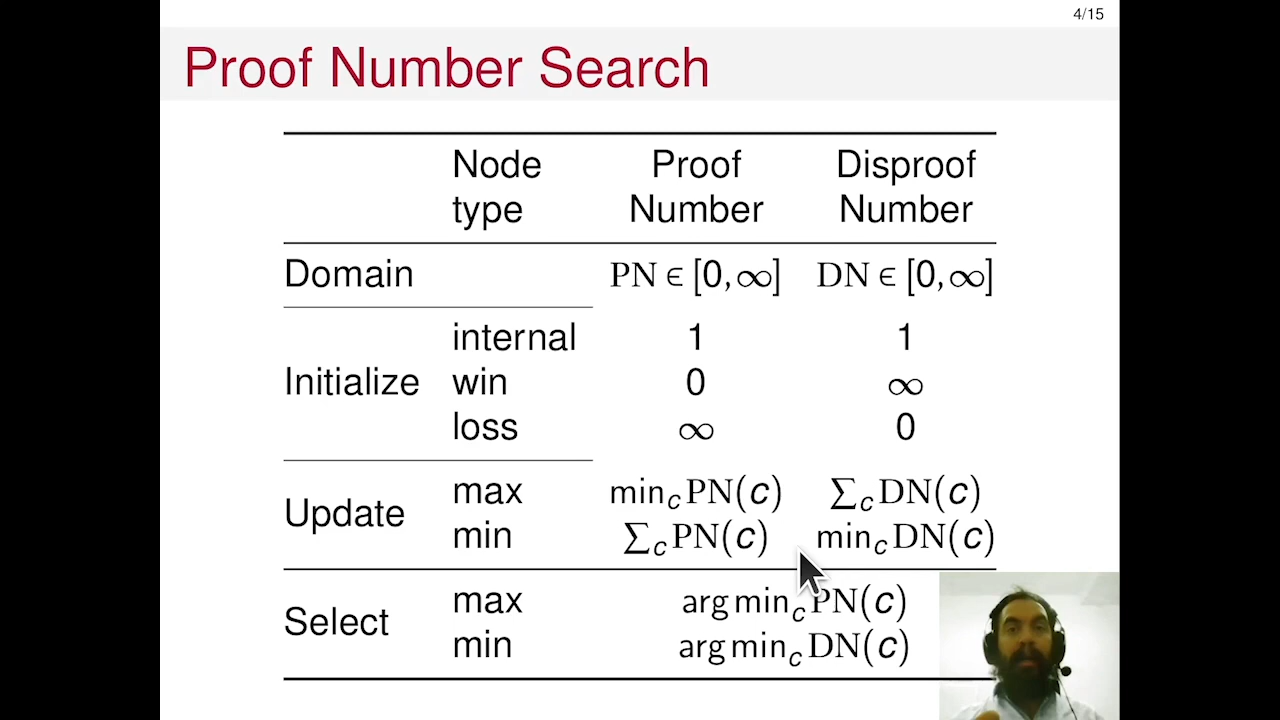 4/15
Proof Number Search
Node type Proof Number Disproof Number
Domain PN ∈ [0, ∞] DN ∈ [0, ∞]
Initialize internal 1 1
win 0 ∞
loss ∞ 0
Update max min_c PN(c) ∑_c DN(c)
min ∑_c PN(c) min_c DN(c)
Select max arg min_c PN(c)
min arg min_c DN(c)